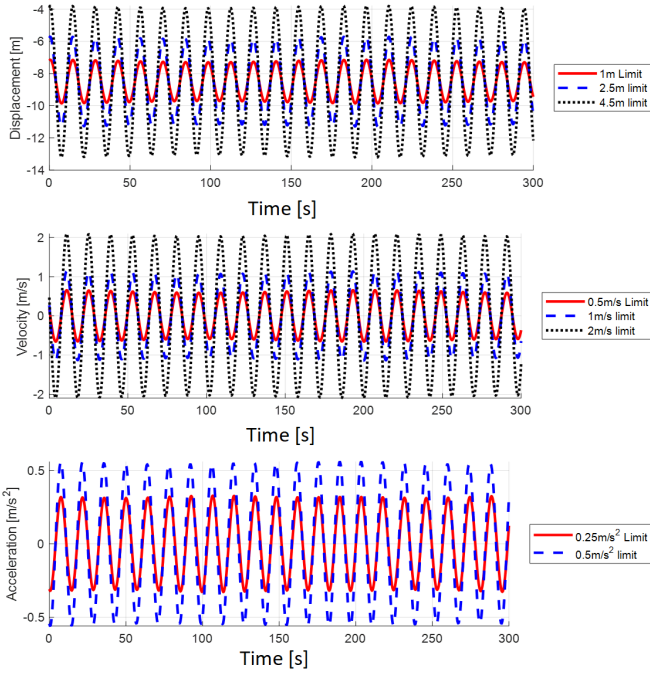 Displacement [m]
-4
-6
-8
-10
-12
-14
0
50
100
150
200
250
300
Time [s]
1m Limit
2.5m limit
4.5m limit
Velocity [m/s]
2
1
0
-1
-2
0
50
100
150
200
250
300
Time [s]
0.5m/s Limit
1m/s limit
2m/s limit
Acceleration [m/s²]
0.5
0
-0.5
0
50
100
150
200
250
300
Time [s]
0.25m/s² Limit
0.5m/s² limit